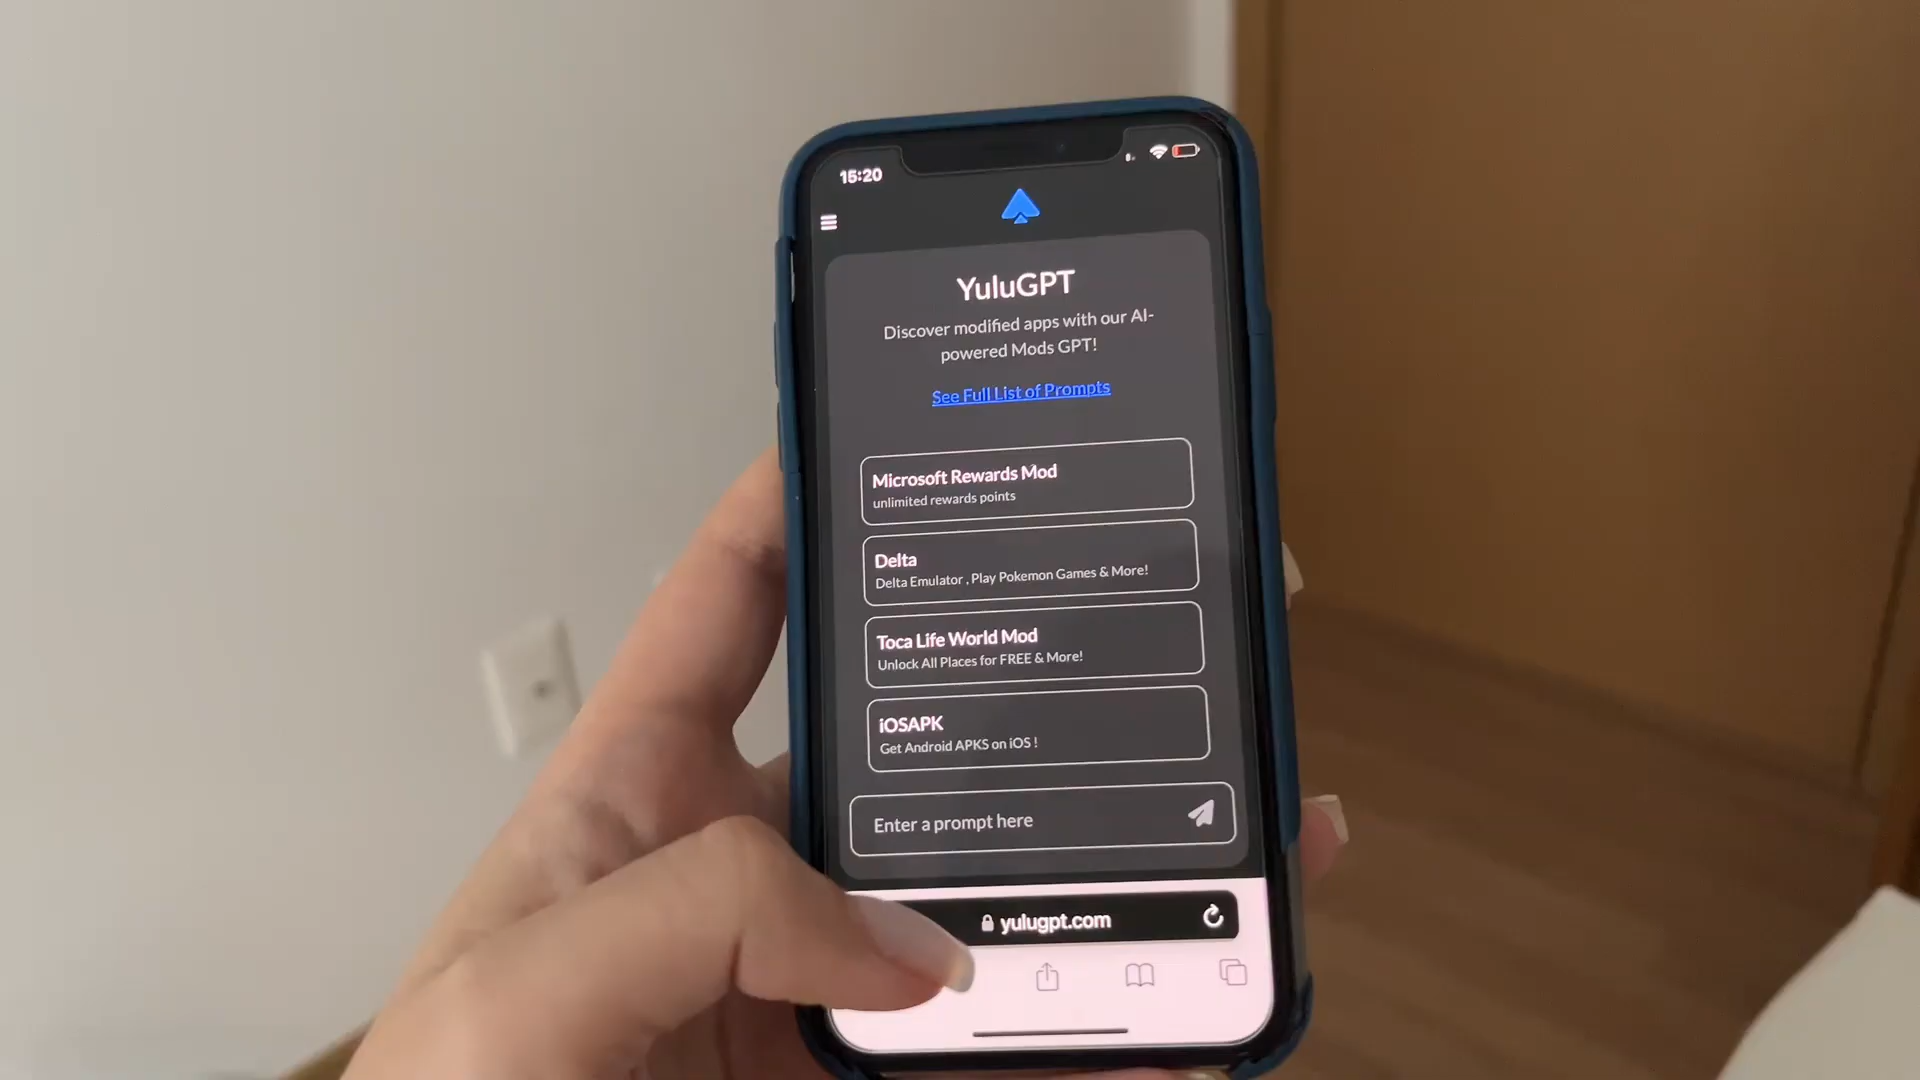 15:20
YuluGPT
Discover modified apps with our AI-
powered Mods GPT!
See Full List of Prompts
Microsoft Rewards Mod
unlimited rewards points
Delta
Delta Emulator , Play Pokemon Games & More!
Toca Life World Mod
Unlock All Places for FREE & More!
iOSAPK
Get Android APKS on iOS !
Enter a prompt here
yulugpt.com